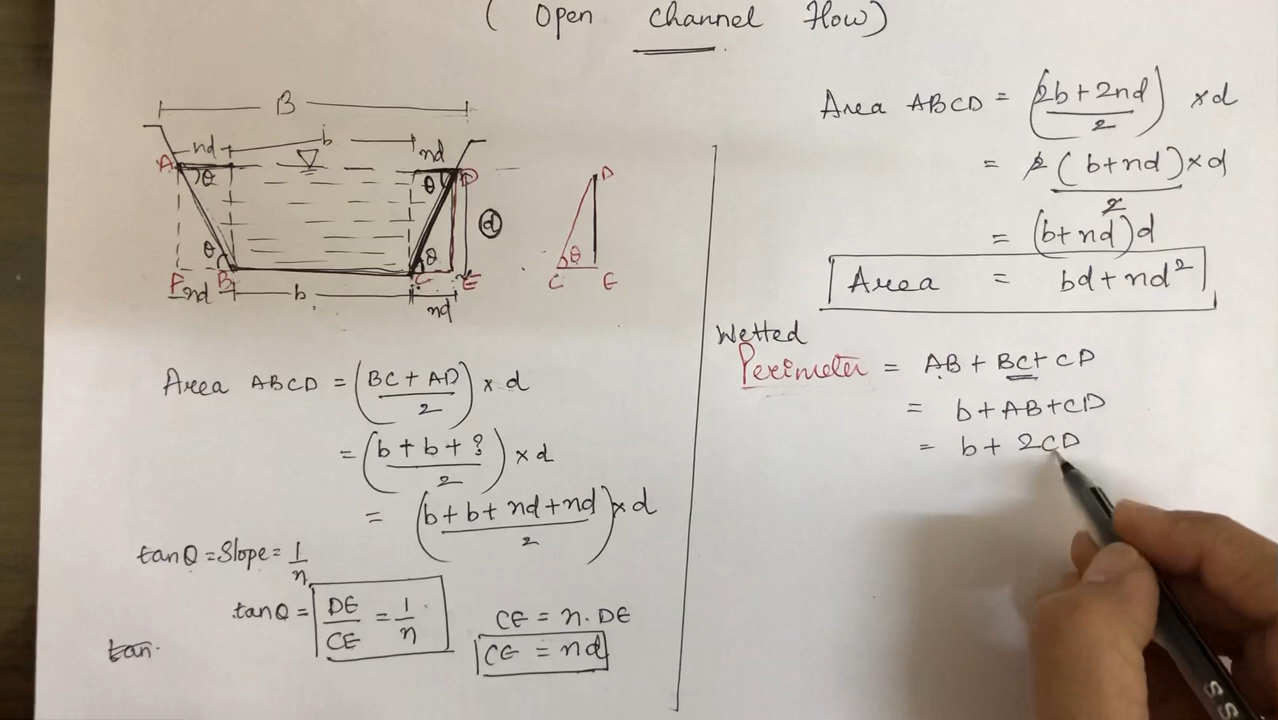 ( Open Channel Flow)
B
nd b nd
A θ θ D
d
θ θ
F B C E
nd b nd
D
θ
C E
Area ABCD = (BC + AD / 2) × d
= (b + b + ? / 2) × d
= (b + b + nd + nd / 2) × d
tanθ = Slope = 1/n
tanθ = DE/CE = 1/n
CE = n. DE
CE = nd
tan.
Area ABCD = (2b + 2nd / 2) × d
= 2 (b + nd) × d / 2
= (b + nd) d
Area = bd + nd²
Wetted
Perimeter = AB + BC + CD
= b + AB + CD
= b + 2CD
S S